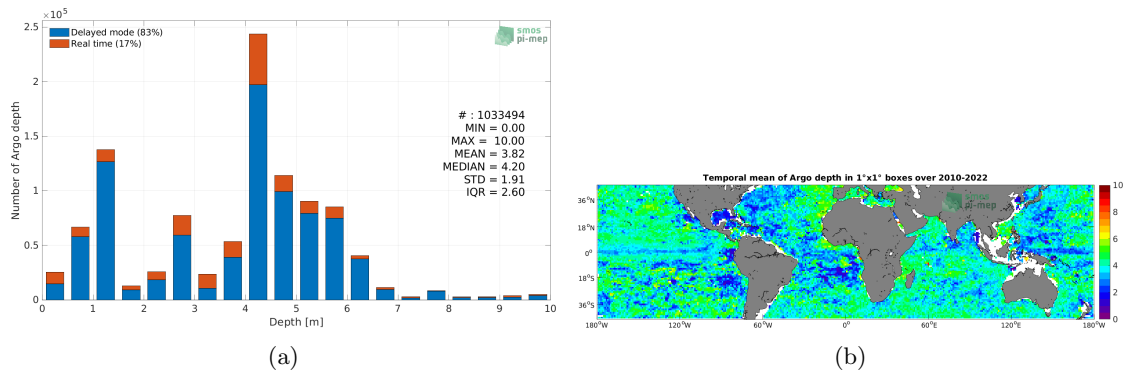 ×10⁵
2.5
2
1.5
1
0.5
0
Number of Argo depth
Delayed mode (83%)
Real time (17%)
smos
pi-mep
# : 1033494
MIN = 0.00
MAX = 10.00
MEAN = 3.82
MEDIAN = 4.20
STD = 1.91
IQR = 2.60
0 1 2 3 4 5 6 7 8 9 10
Depth [m]
(a)
Temporal mean of Argo depth in 1°x1° boxes over 2010-2022
smos
pi-mep
36°N
18°N
0°
18°S
36°S
180°W 120°W 60°W 0° 60°E 120°E 180°W
10
8
6
4
2
0
(b)